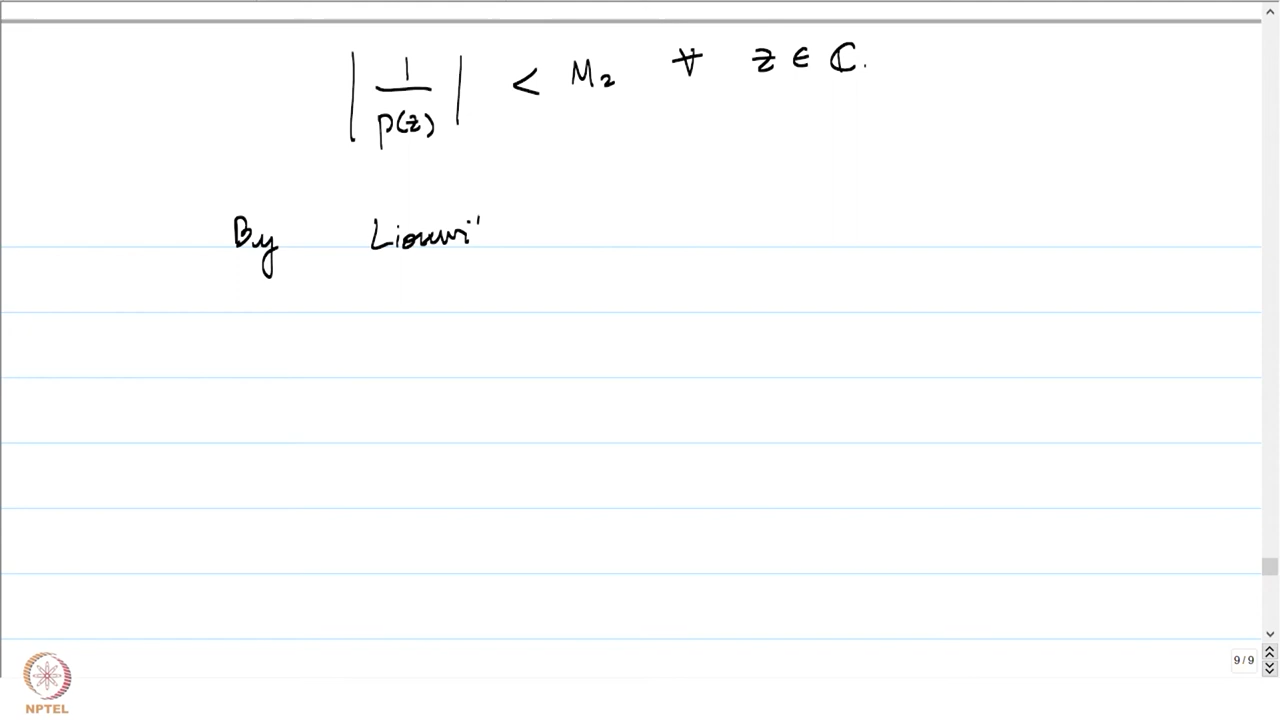 | 1/p(z) | < M₂ ∀ z ∈ ℂ.
By Liouvi
9 / 9
NPTEL